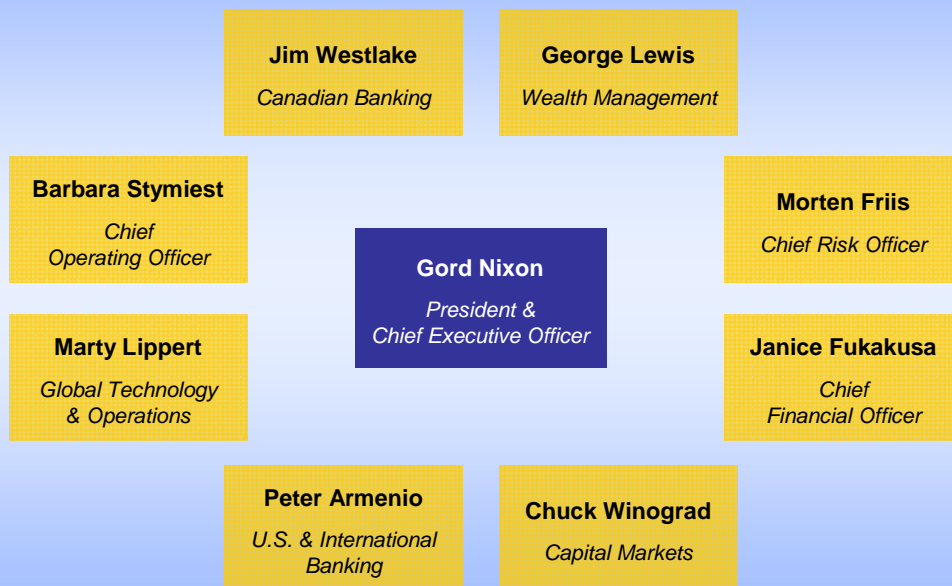 Jim Westlake
Canadian Banking
George Lewis
Wealth Management
Barbara Stymiest
Chief
Operating Officer
Morten Friis
Chief Risk Officer
Gord Nixon
President &
Chief Executive Officer
Marty Lippert
Global Technology
& Operations
Janice Fukakusa
Chief
Financial Officer
Peter Armenio
U.S. & International
Banking
Chuck Winograd
Capital Markets